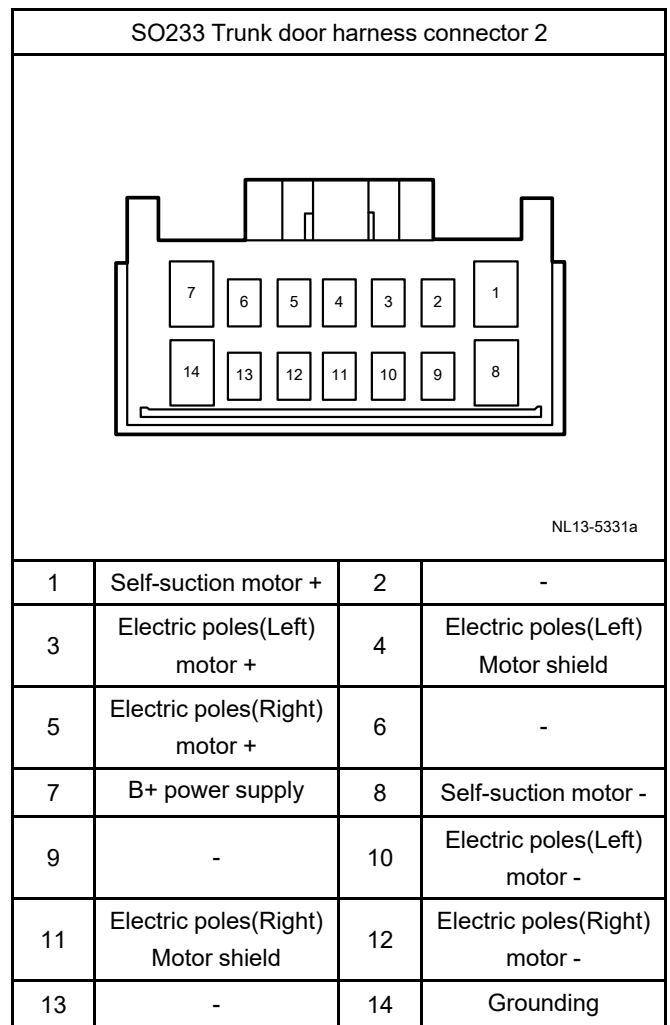 SO233 Trunk door harness connector 2
7 6 5 4 3 2 1
14 13 12 11 10 9 8
NL13-5331a
1 Self-suction motor + 2 -
3 Electric poles(Left) motor + 4 Electric poles(Left) Motor shield
5 Electric poles(Right) motor + 6 -
7 B+ power supply 8 Self-suction motor -
9 - 10 Electric poles(Left) motor -
11 Electric poles(Right) Motor shield 12 Electric poles(Right) motor -
13 - 14 Grounding